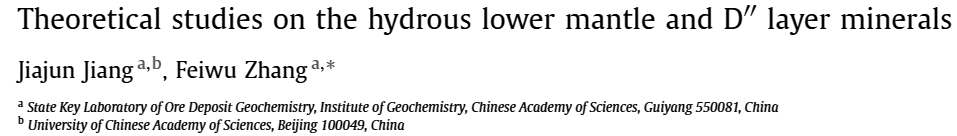 Theoretical studies on the hydrous lower mantle and D″ layer minerals
Jiajun Jiang a,b, Feiwu Zhang a,*
a State Key Laboratory of Ore Deposit Geochemistry, Institute of Geochemistry, Chinese Academy of Sciences, Guiyang 550081, China
b University of Chinese Academy of Sciences, Beijing 100049, China